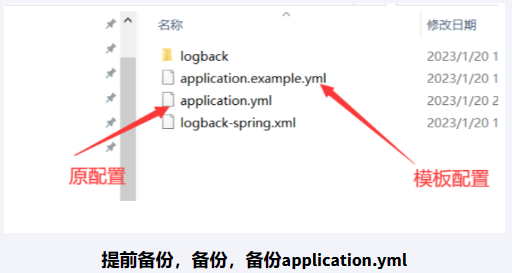 名称
修改日期
logback
2023/1/20 1
application.example.yml
2023/1/20 1
application.yml
2023/1/20 2
logback-spring.xml
2023/1/20 1
原配置
模板配置
提前备份，备份，备份application.yml